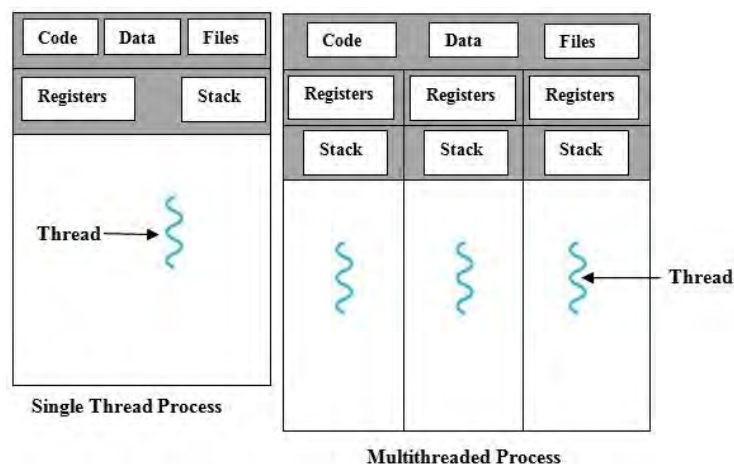 Code Data Files
Registers Stack
Thread
Single Thread Process
Code Data Files
Registers Registers Registers
Stack Stack Stack
Thread
Multithreaded Process